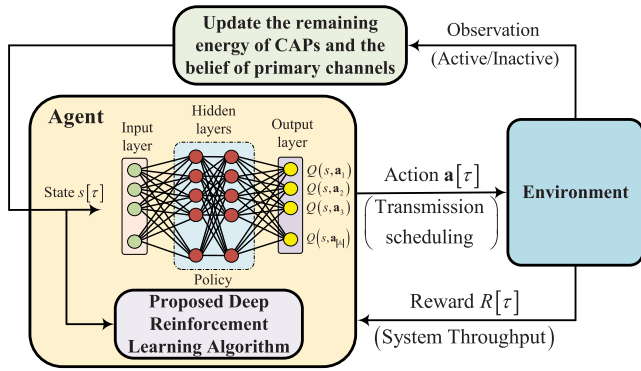 Update the remaining
energy of CAPs and the
belief of primary channels
Observation
(Active/Inactive)
Agent
Input
layer
Hidden
layers
Output
layer
State s[τ]
Q(s,a₁)
Q(s,a₂)
Q(s,a₃)
Q(s,a|𝒜|)
Policy
Proposed Deep
Reinforcement
Learning Algorithm
Action a[τ]
(Transmission
scheduling)
Environment
Reward R[τ]
(System Throughput)